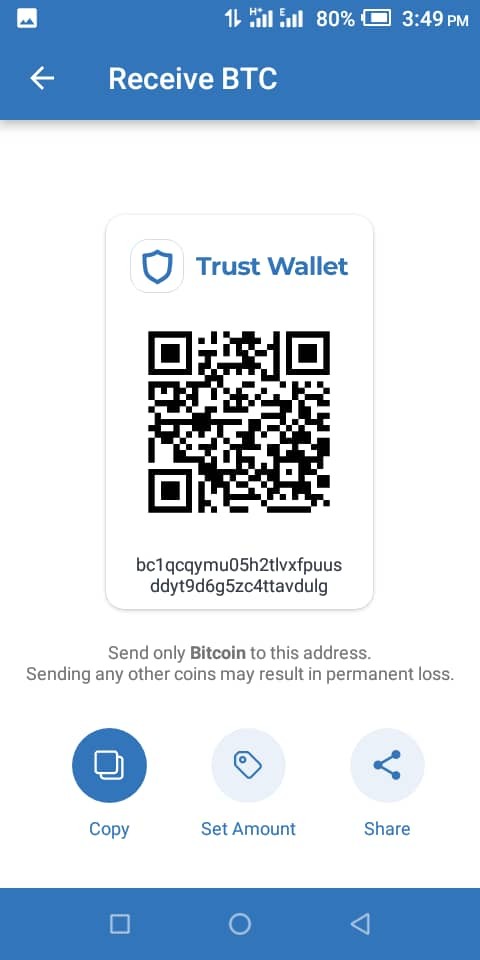 H+ E 80% 3:49 PM
Receive BTC
Trust Wallet
bc1qcqymu05h2tlvxfpuus
ddyt9d6g5zc4ttavdulg
Send only Bitcoin to this address.
Sending any other coins may result in permanent loss.
Copy Set Amount Share